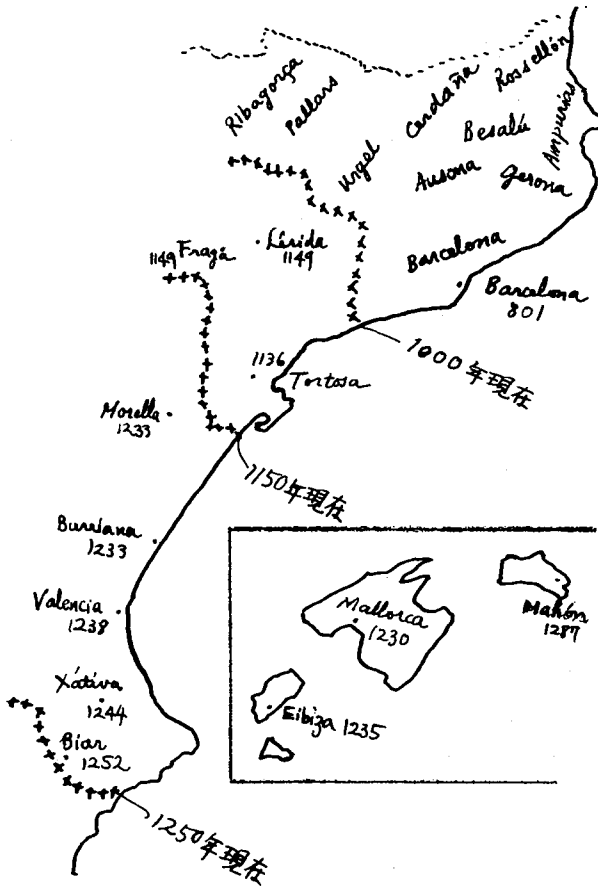 Ribagorça
Pallars
Cerdaña
Rossellón
Ampurias
Besalú
Urgel
Ausona
Gerona
Lérida
1149
Fragá
1149
Barcelona
Barcelona
801
1000年現在
1136
Tortosa
Morella
1233
1150年現在
Burriana
1233
Valencia
1238
Xátiva
1244
Biar
1252
1250年現在
Mallorca
1230
Mahón
1287
Eibiza 1235